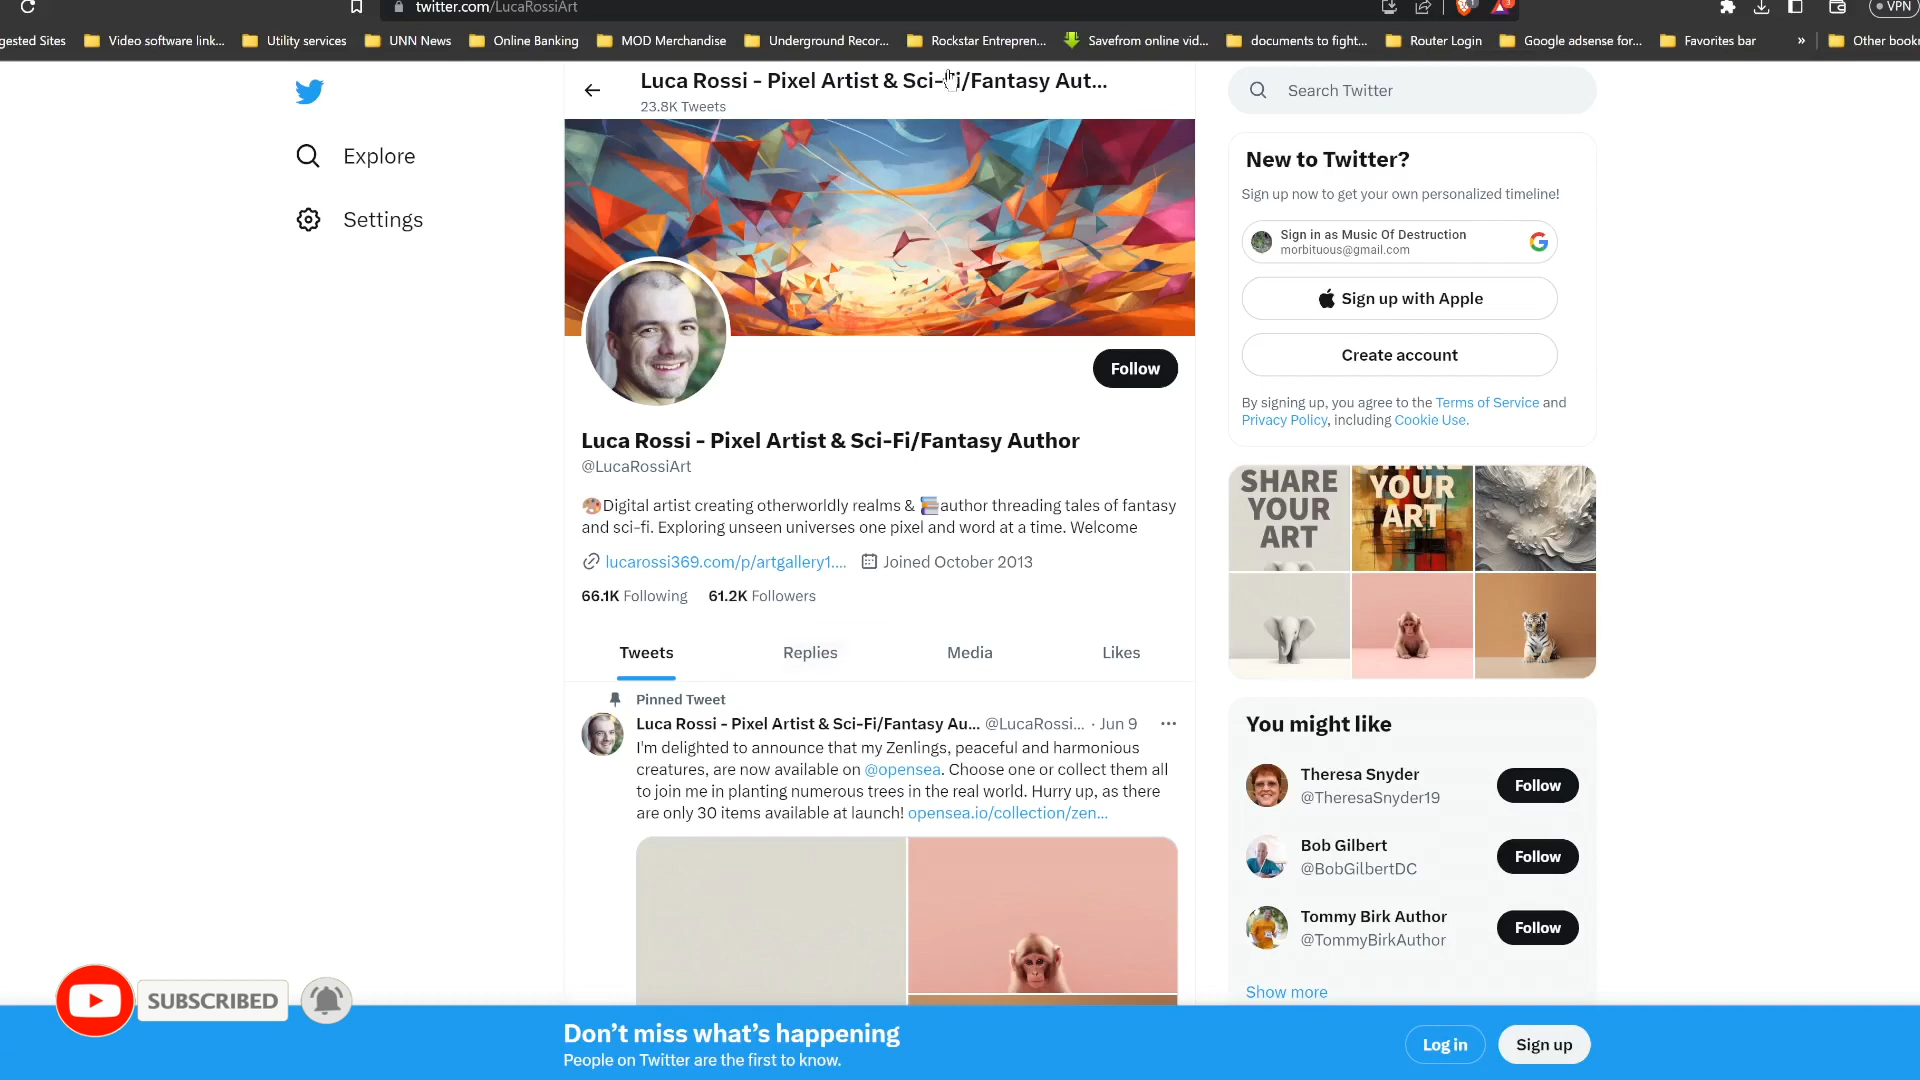 twitter.com/LucaRossiArt
1
3
VPN
gested Sites
Video software link...
Utility services
UNN News
Online Banking
MOD Merchandise
Underground Recor...
Rockstar Entrepren...
Savefrom online vid...
documents to fight...
Router Login
Google adsense for...
Favorites bar
»
Other book
Explore
Settings
Luca Rossi - Pixel Artist & Sci-Fi/Fantasy Aut...
23.8K Tweets
Follow
Luca Rossi - Pixel Artist & Sci-Fi/Fantasy Author
@LucaRossiArt
🎨Digital artist creating otherworldly realms & 📚author threading tales of fantasy
and sci-fi. Exploring unseen universes one pixel and word at a time. Welcome
lucarossi369.com/p/artgallery1.... Joined October 2013
66.1K Following 61.2K Followers
Tweets Replies Media Likes
Pinned Tweet
Luca Rossi - Pixel Artist & Sci-Fi/Fantasy Au... @LucaRossi... · Jun 9
I'm delighted to announce that my Zenlings, peaceful and harmonious
creatures, are now available on @opensea. Choose one or collect them all
to join me in planting numerous trees in the real world. Hurry up, as there
are only 30 items available at launch! opensea.io/collection/zen...
Search Twitter
New to Twitter?
Sign up now to get your own personalized timeline!
Sign in as Music Of Destruction
morbituous@gmail.com
Sign up with Apple
Create account
By signing up, you agree to the Terms of Service and
Privacy Policy, including Cookie Use.
SHARE
YOUR
ART
YOUR
ART
You might like
Theresa Snyder
@TheresaSnyder19
Follow
Bob Gilbert
@BobGilbertDC
Follow
Tommy Birk Author
@TommyBirkAuthor
Follow
Show more
SUBSCRIBED
Don't miss what's happening
People on Twitter are the first to know.
Log in
Sign up